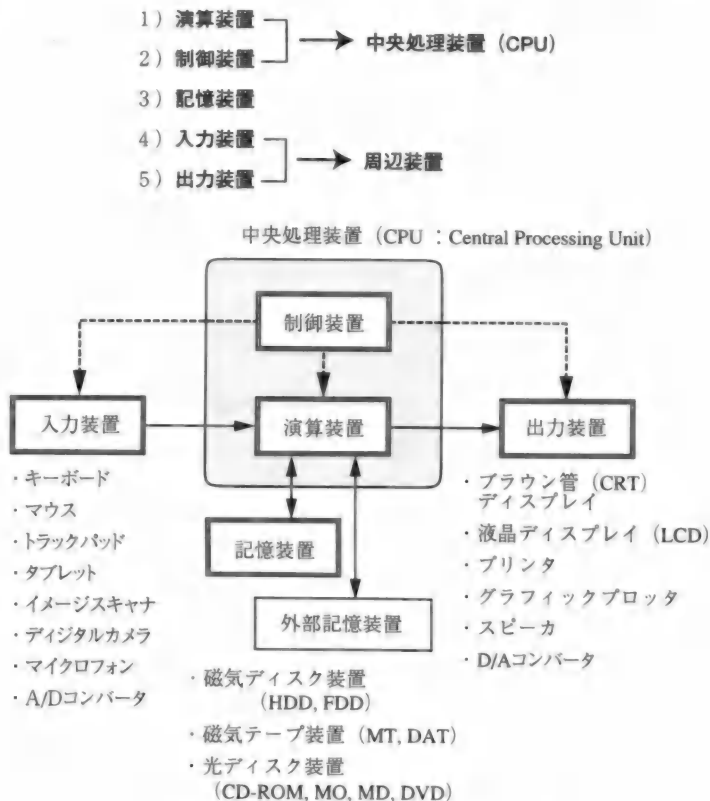 1）演算装置
2）制御装置
中央処理装置（CPU）
3）記憶装置
4）入力装置
5）出力装置
周辺装置
中央処理装置（CPU：Central Processing Unit）
制御装置
入力装置
演算装置
出力装置
・キーボード
・マウス
・トラックパッド
・タブレット
・イメージスキャナ
・ディジタルカメラ
・マイクロフォン
・A/Dコンバータ
記憶装置
外部記憶装置
・磁気ディスク装置
(HDD, FDD)
・磁気テープ装置（MT, DAT）
・光ディスク装置
(CD-ROM, MO, MD, DVD)
・ブラウン管（CRT）
ディスプレイ
・液晶ディスプレイ（LCD）
・プリンタ
・グラフィックプロッタ
・スピーカ
・D/Aコンバータ